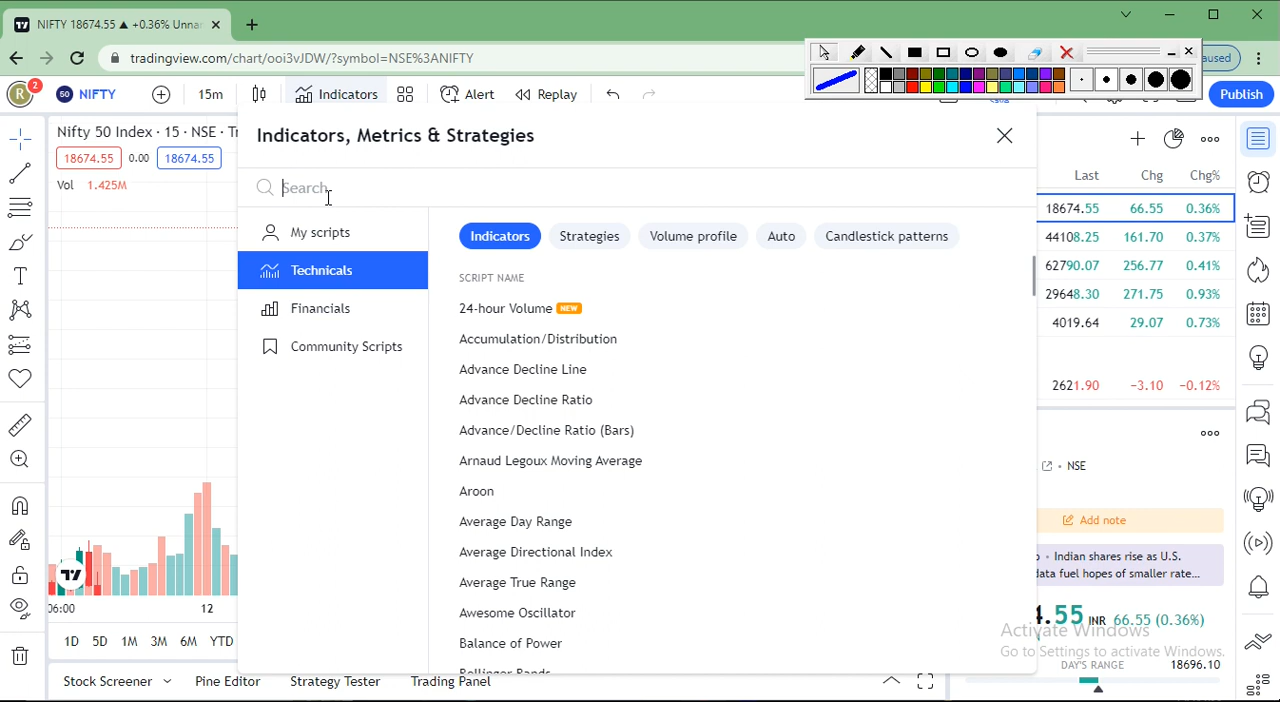 NIFTY 18674.55 ▲ +0.36% Unna
tradingview.com/chart/
ymbol=NSE%3ANIFTY
aused
R 2
50 NIFTY
15m
Indicators
Alert
Replay
Publish
Nifty 50 Index · 15 · NSE · Tr
18674.55 0.00 18674.55
Vol 1.425M
Indicators, Metrics & Strategies
Search
My scripts
Technicals
Financials
Community Scripts
Indicators
Strategies
Volume profile
Auto
Candlestick patterns
SCRIPT NAME
24-hour Volume NEW
Accumulation/Distribution
Advance Decline Line
Advance Decline Ratio
Advance/Decline Ratio (Bars)
Arnaud Legoux Moving Average
Aroon
Average Day Range
Average Directional Index
Average True Range
Awesome Oscillator
Balance of Power
Bollinger Bands
Last Chg Chg%
18674.55 66.55 0.36%
44108.25 161.70 0.37%
62790.07 256.77 0.41%
29648.30 271.75 0.93%
4019.64 29.07 0.73%
2621.90 −3.10 −0.12%
NSE
Add note
Indian shares rise as U.S.
data fuel hopes of smaller rate...
4.55 INR 66.55 (0.36%)
Activate Windows
Go to Settings to activate Windows.
DAY'S RANGE 18696.10
06:00 12
1D 5D 1M 3M 6M YTD
Stock Screener
Pine Editor
Strategy Tester
Trading Panel